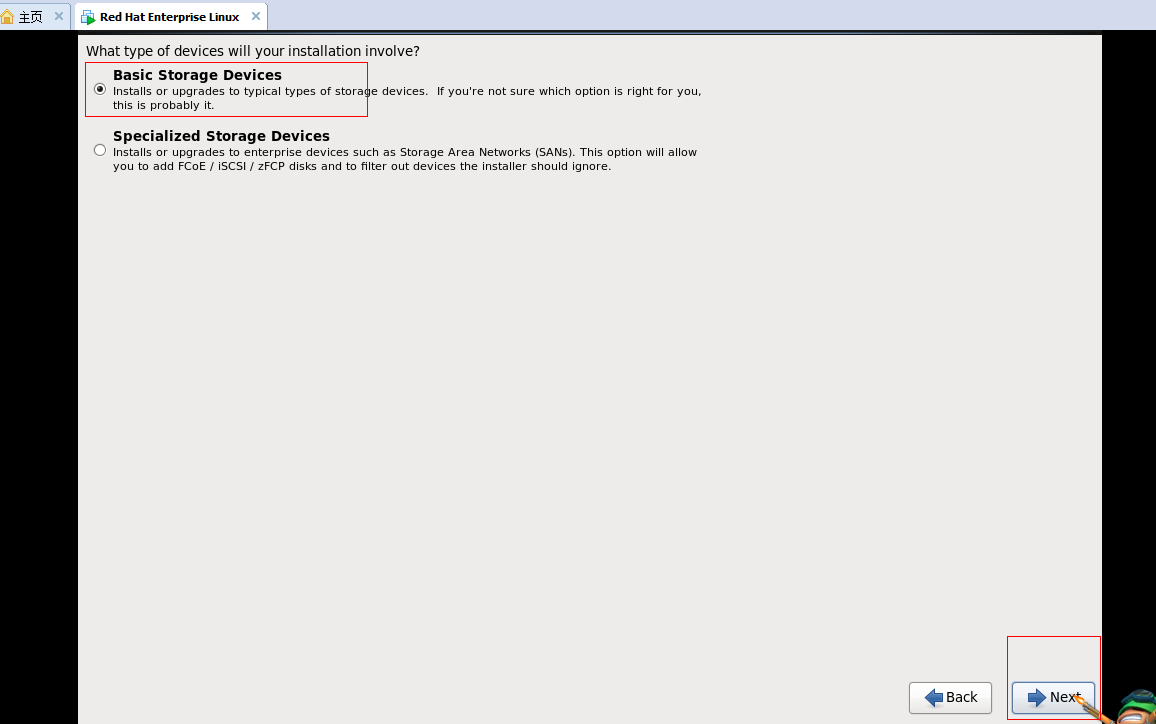 主页
Red Hat Enterprise Linux
What type of devices will your installation involve?
Basic Storage Devices
Installs or upgrades to typical types of storage devices.  If you're not sure which option is right for you,
this is probably it.
Specialized Storage Devices
Installs or upgrades to enterprise devices such as Storage Area Networks (SANs). This option will allow
you to add FCoE / iSCSI / zFCP disks and to filter out devices the installer should ignore.
Back
Next